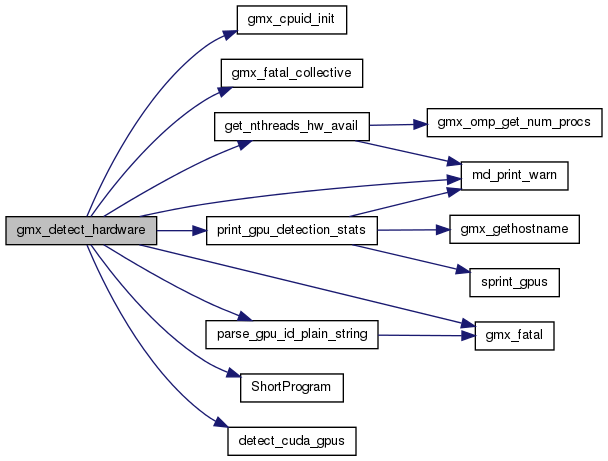 gmx_cpuid_init
gmx_fatal_collective
get_nthreads_hw_avail
gmx_omp_get_num_procs
md_print_warn
gmx_detect_hardware
print_gpu_detection_stats
gmx_gethostname
sprint_gpus
parse_gpu_id_plain_string
gmx_fatal
ShortProgram
detect_cuda_gpus